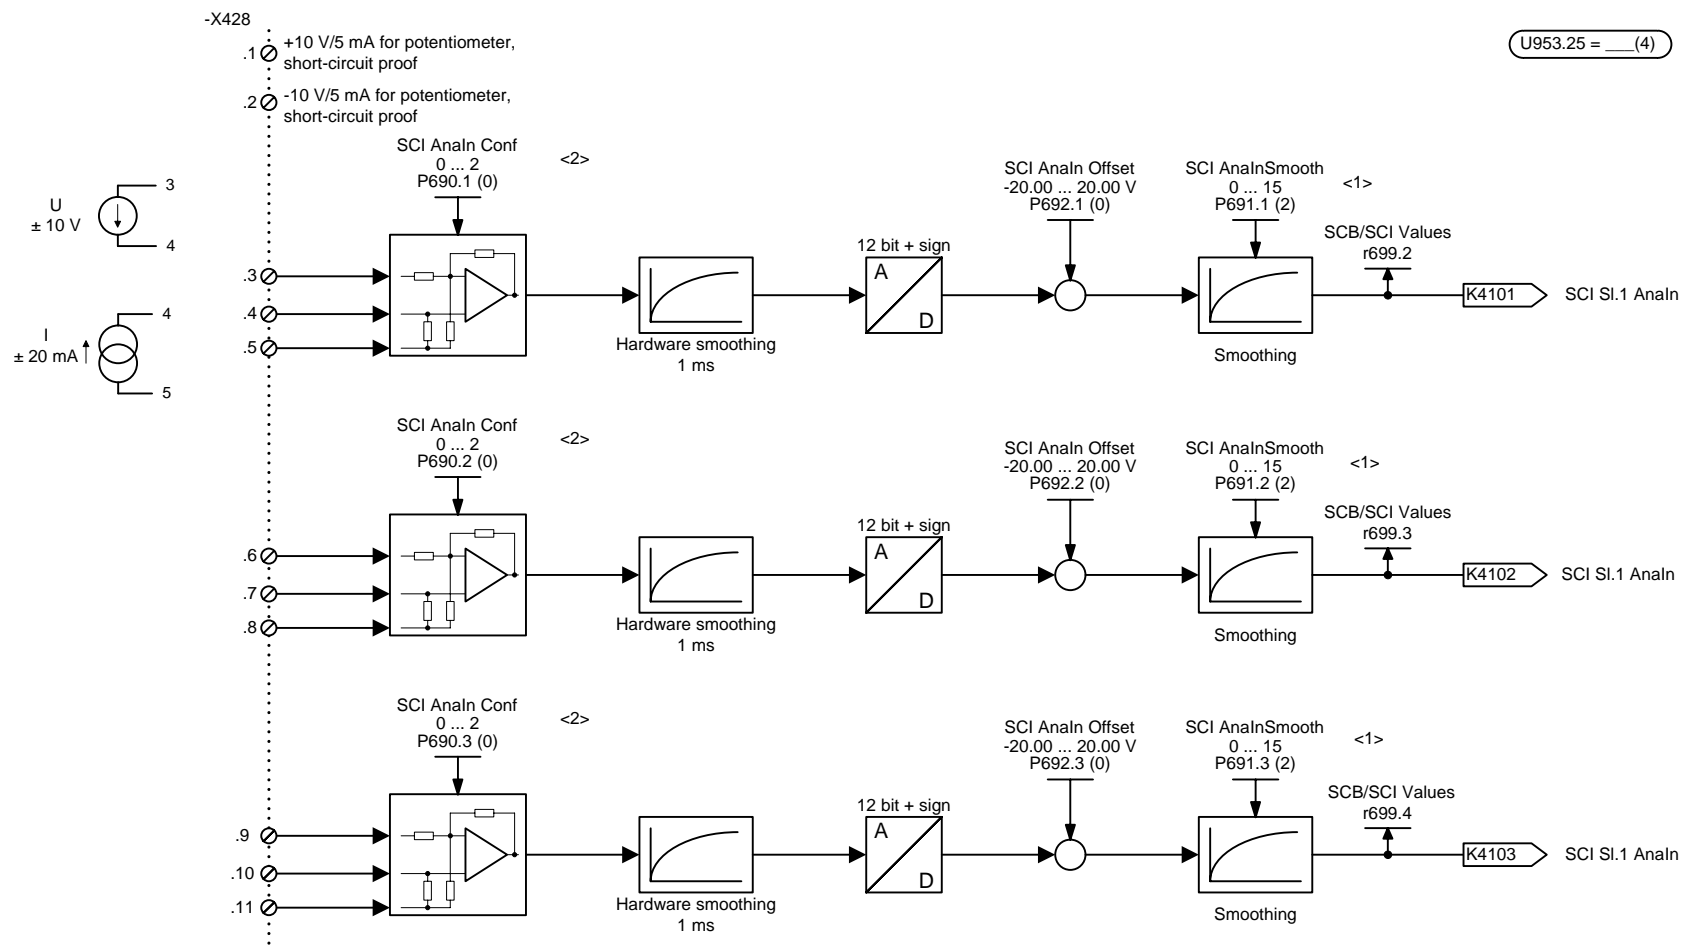 -X428
.1
+10 V/5 mA for potentiometer,
short-circuit proof
U953.25 = ___(4)
.2
-10 V/5 mA for potentiometer,
short-circuit proof
SCI AnaIn Conf
0 ... 2
P690.1 (0)
<2>
SCI AnaIn Offset
-20.00 ... 20.00 V
P692.1 (0)
SCI AnaInSmooth
0 ... 15
P691.1 (2)
<1>
U
± 10 V
3
4
SCB/SCI Values
r699.2
12 bit + sign
A
D
.3
.4
.5
K4101
SCI Sl.1 AnaIn
I
± 20 mA
4
5
Hardware smoothing
1 ms
Smoothing
SCI AnaIn Conf
0 ... 2
P690.2 (0)
<2>
SCI AnaIn Offset
-20.00 ... 20.00 V
P692.2 (0)
SCI AnaInSmooth
0 ... 15
P691.2 (2)
<1>
SCB/SCI Values
r699.3
12 bit + sign
A
D
.6
.7
.8
K4102
SCI Sl.1 AnaIn
Hardware smoothing
1 ms
Smoothing
SCI AnaIn Conf
0 ... 2
P690.3 (0)
<2>
SCI AnaIn Offset
-20.00 ... 20.00 V
P692.3 (0)
SCI AnaInSmooth
0 ... 15
P691.3 (2)
<1>
SCB/SCI Values
r699.4
12 bit + sign
A
D
.9
.10
.11
K4103
SCI Sl.1 AnaIn
Hardware smoothing
1 ms
Smoothing